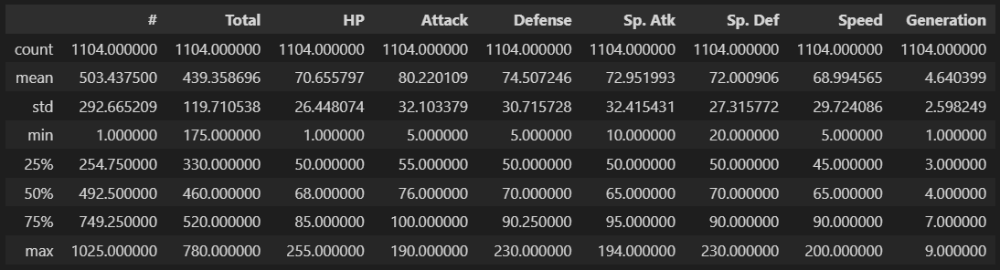 # Total HP Attack Defense Sp. Atk Sp. Def Speed Generation
count 1104.000000 1104.000000 1104.000000 1104.000000 1104.000000 1104.000000 1104.000000 1104.000000 1104.000000
mean 503.437500 439.358696 70.655797 80.220109 74.507246 72.951993 72.000906 68.994565 4.640399
std 292.665209 119.710538 26.448074 32.103379 30.715728 32.415431 27.315772 29.724086 2.598249
min 1.000000 175.000000 1.000000 5.000000 5.000000 10.000000 20.000000 5.000000 1.000000
25% 254.750000 330.000000 50.000000 55.000000 50.000000 50.000000 50.000000 45.000000 3.000000
50% 492.500000 460.000000 68.000000 76.000000 70.000000 65.000000 70.000000 65.000000 4.000000
75% 749.250000 520.000000 85.000000 100.000000 90.250000 95.000000 90.000000 90.000000 7.000000
max 1025.000000 780.000000 255.000000 190.000000 230.000000 194.000000 230.000000 200.000000 9.000000